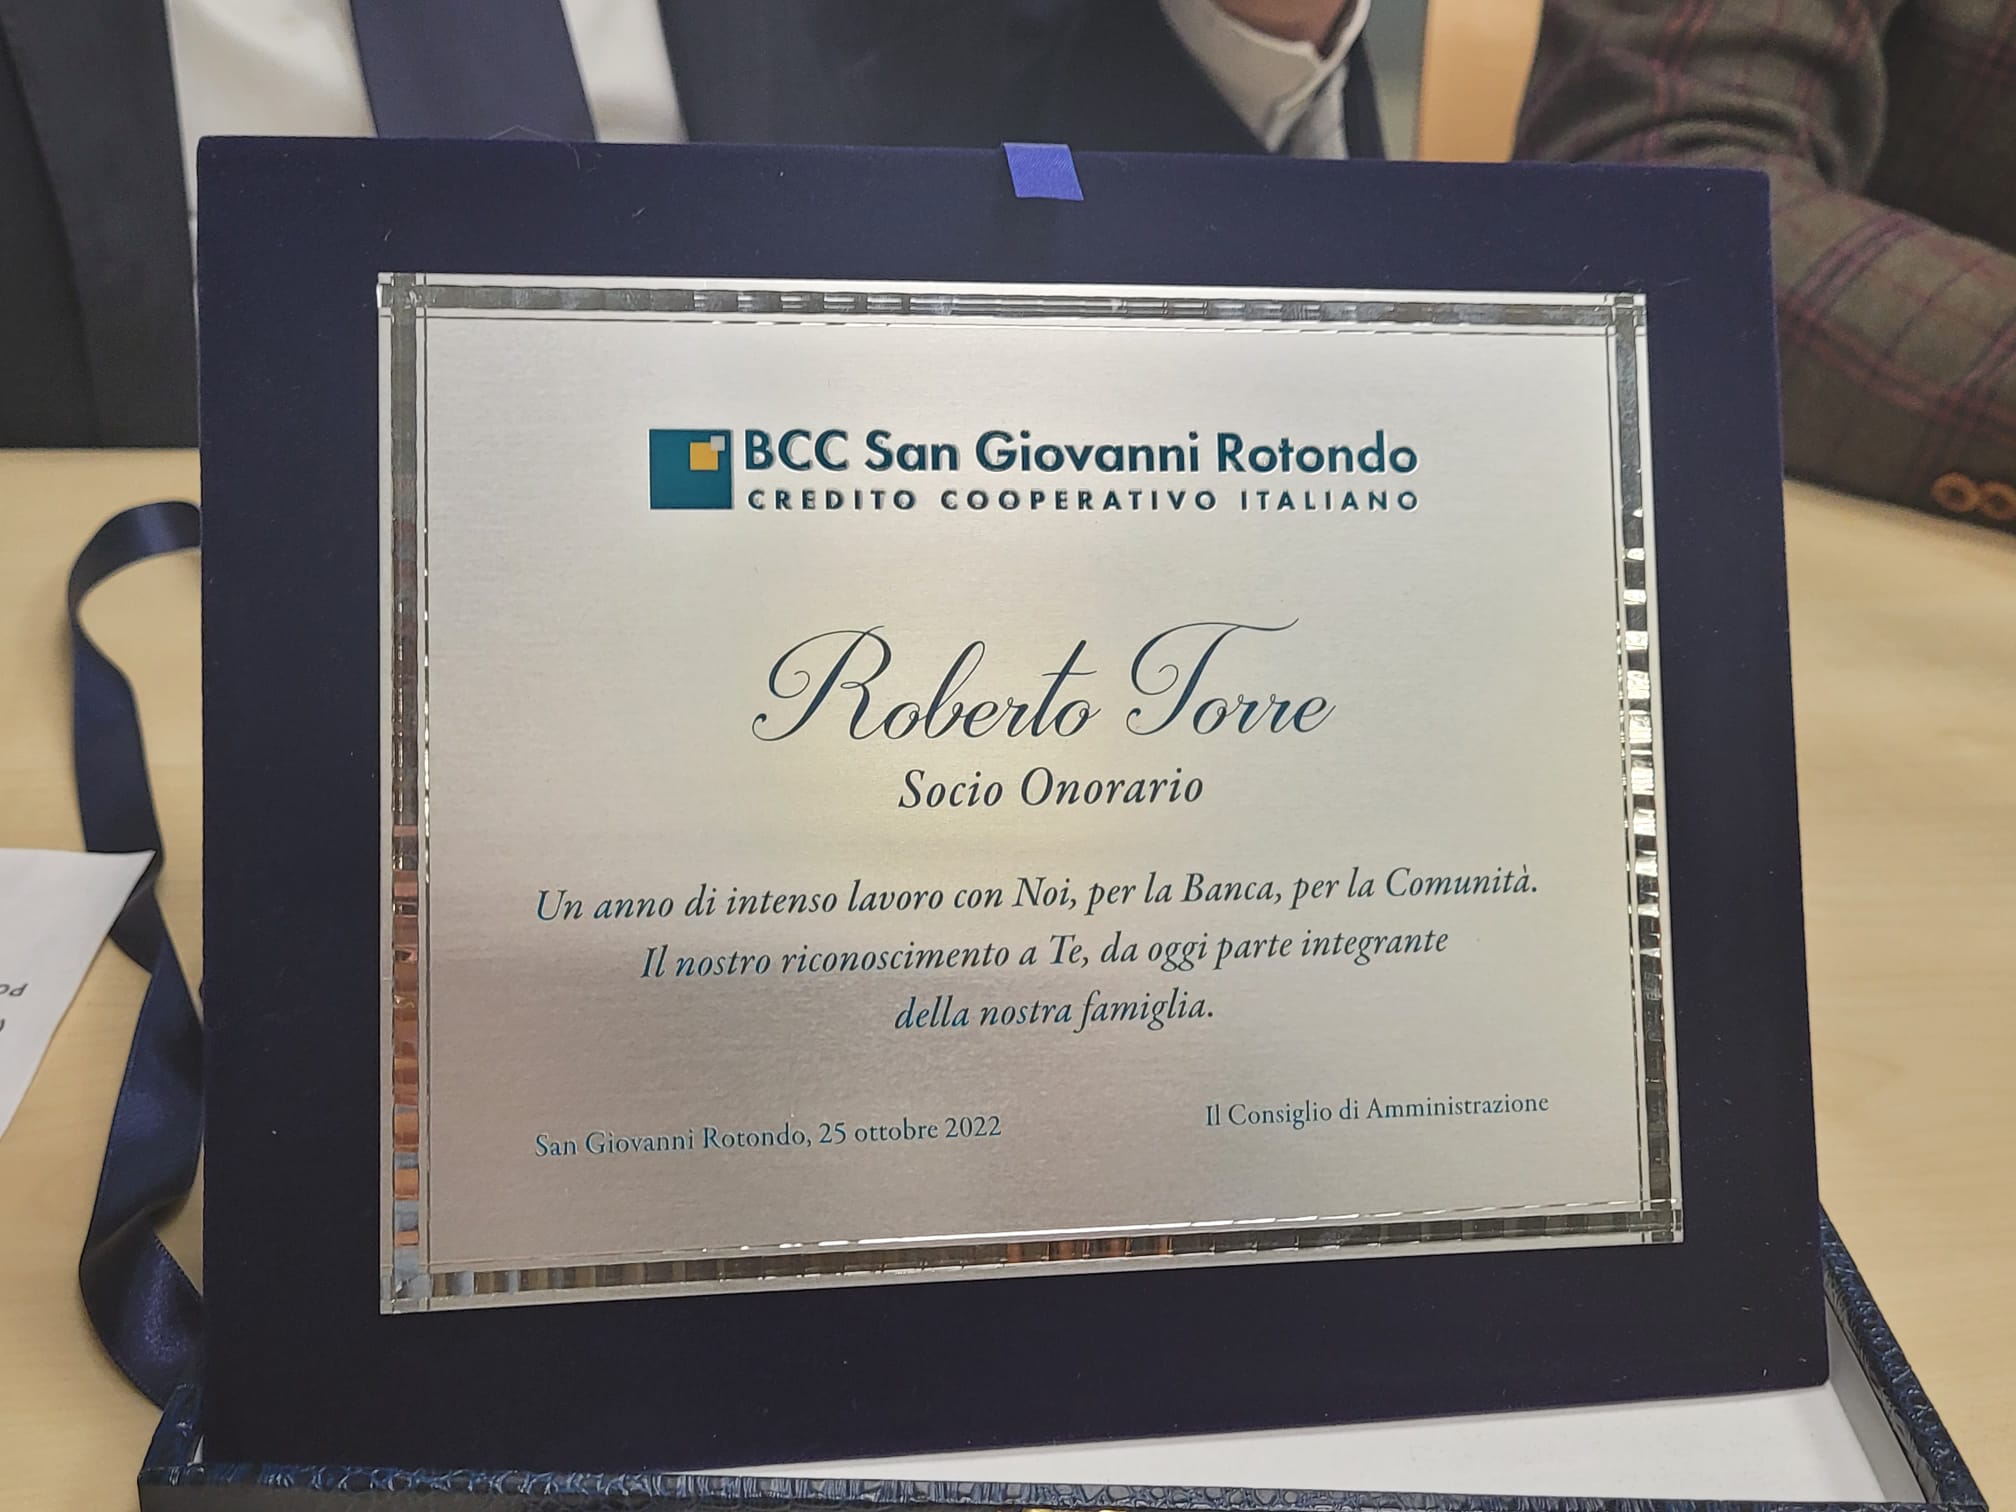 BCC San Giovanni Rotondo
CREDITO COOPERATIVO ITALIANO
Roberto Torre
Socio Onorario
Un anno di intenso lavoro con Noi, per la Banca, per la Comunità.
Il nostro riconoscimento a Te, da oggi parte integrante
della nostra famiglia.
San Giovanni Rotondo, 25 ottobre 2022
Il Consiglio di Amministrazione